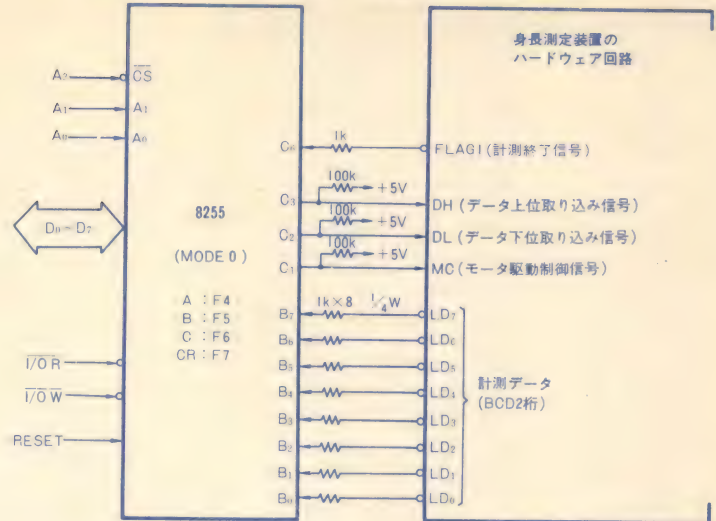 身長測定装置の
ハードウェア回路
A₂ C̅S̅
A₁ A₁
A₀ A₀
D₀~D₇
I̅/̅O̅ ̅R̅
I̅/̅O̅ ̅W̅
RESET
8255
(MODE 0)
A : F4
B : F5
C : F6
CR : F7
C₆ 1k FLAG1(計測終了信号)
100k +5V
C₃ DH(データ上位取り込み信号)
100k +5V
C₂ DL(データ下位取り込み信号)
100k +5V
C₁ MC(モータ駆動制御信号)
B₇ 1k×8 1/4W LD₇
B₆ LD₆
B₅ LD₅
B₄ LD₄
B₃ LD₃
B₂ LD₂
B₁ LD₁
B₀ LD₀
計測データ
(BCD2桁)